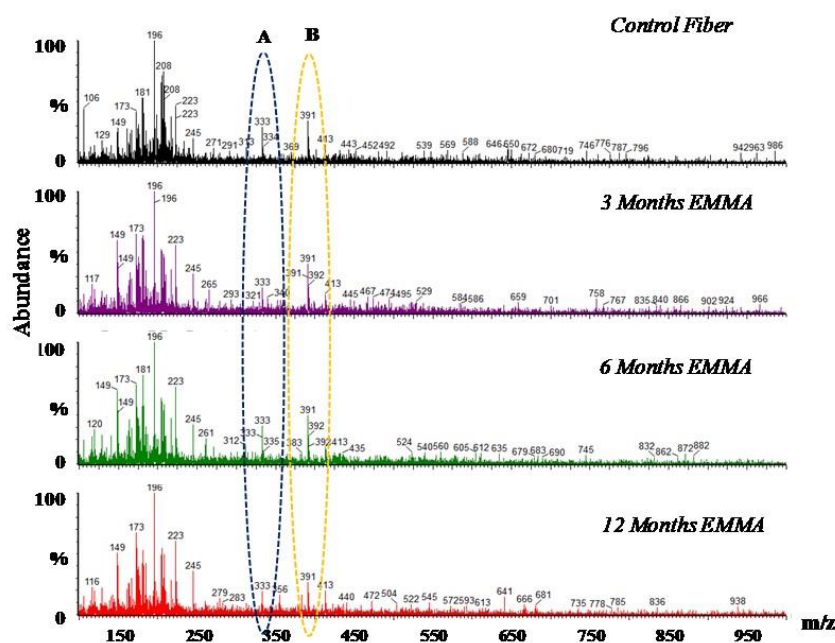 A B
Control Fiber
100
%
0
106 129 149 173 181 196 208 208 223 223 245 271 291 313 333 334 369 391 413 443 452 492 539 569 588 646 650 672 680 719 746 776 787 796 942 963 986
3 Months EMMA
100
%
0
117 149 149 173 196 196 223 245 265 293 321 333 340 391 391 392 413 445 467 474 495 529 584 586 659 701 758 767 835 840 866 902 924 966
Abundance
6 Months EMMA
100
%
0
120 149 149 173 181 196 223 245 261 312 333 333 335 383 391 392 392 413 435 524 540 560 605 612 635 679 683 690 745 832 862 872 882
12 Months EMMA
100
%
0
116 149 173 196 223 245 279 283 333 356 391 413 440 472 504 522 545 572 593 613 641 666 681 735 778 785 836 938
150 250 350 450 550 650 750 850 950 m/z